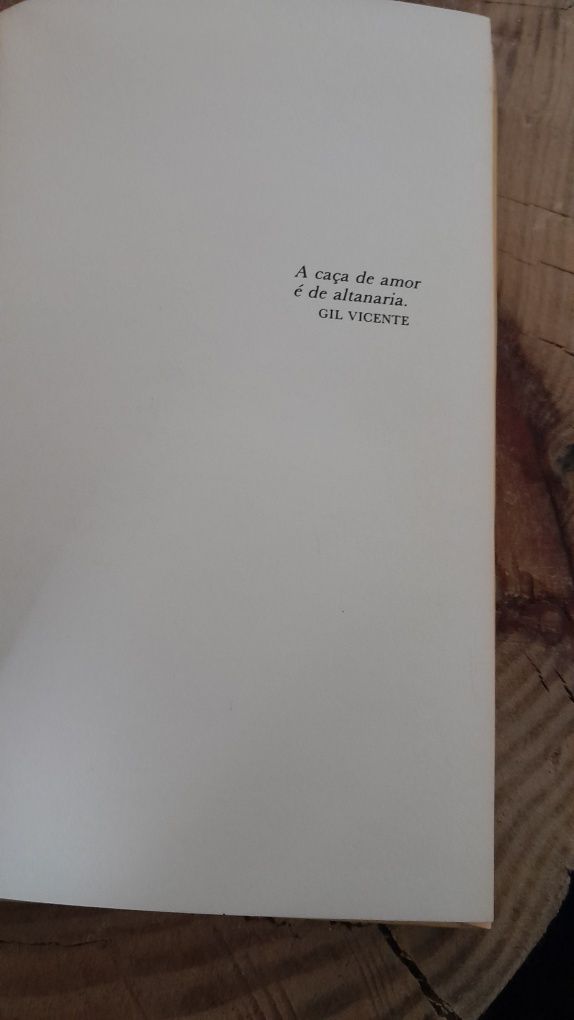 A caça de amor
é de altanaria.
GIL VICENTE